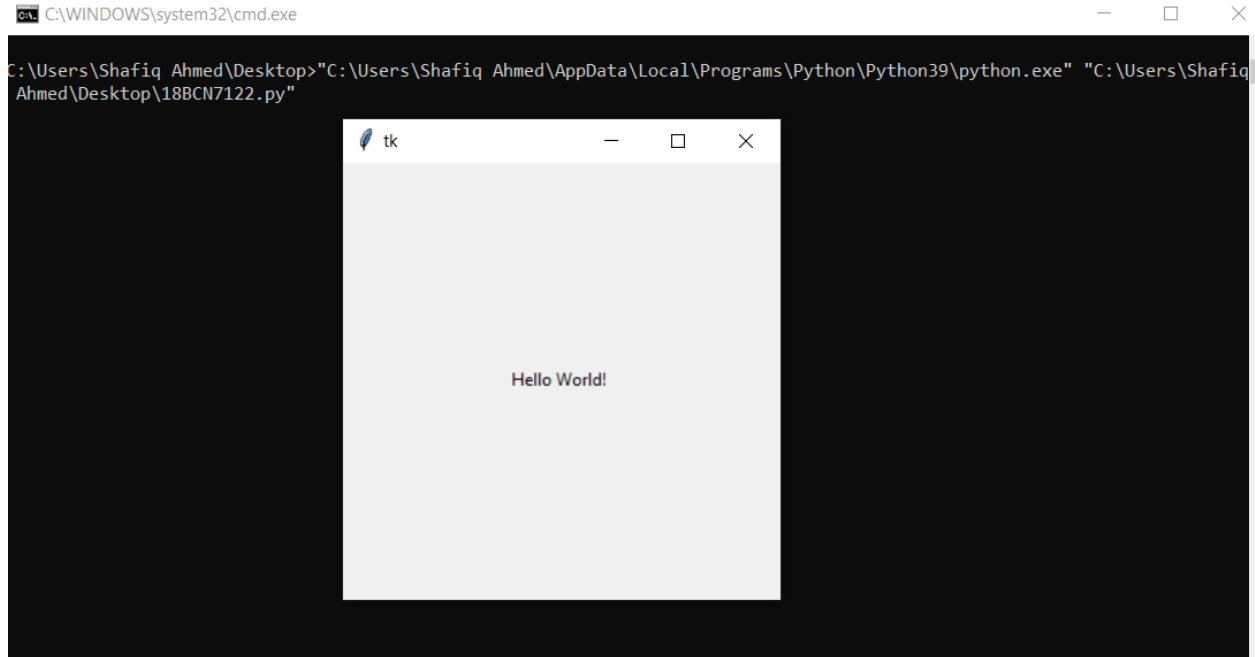 C:\WINDOWS\system32\cmd.exe
C:\Users\Shafiq Ahmed\Desktop>"C:\Users\Shafiq Ahmed\AppData\Local\Programs\Python\Python39\python.exe" "C:\Users\Shafiq
Ahmed\Desktop\18BCN7122.py"
tk
Hello World!